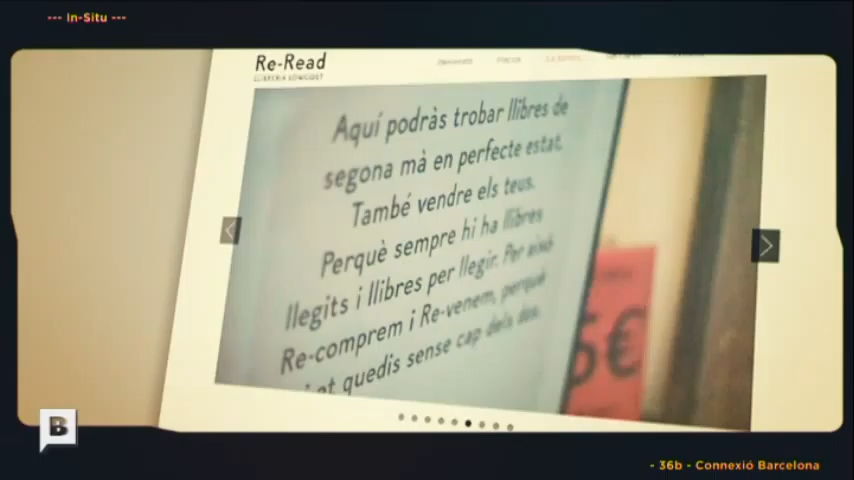 --- In-Situ ---
Re-Read
LLIBRERIA LOWCOST
Aquí podràs trobar llibres de
segona mà en perfecte estat.
També vendre els teus.
Perquè sempre hi ha llibres
llegits i llibres per llegir. Per això
Re-comprem i Re-venem, perquè
quedis sense cap dels dos.
5€
B
- 36b - Connexió Barcelona